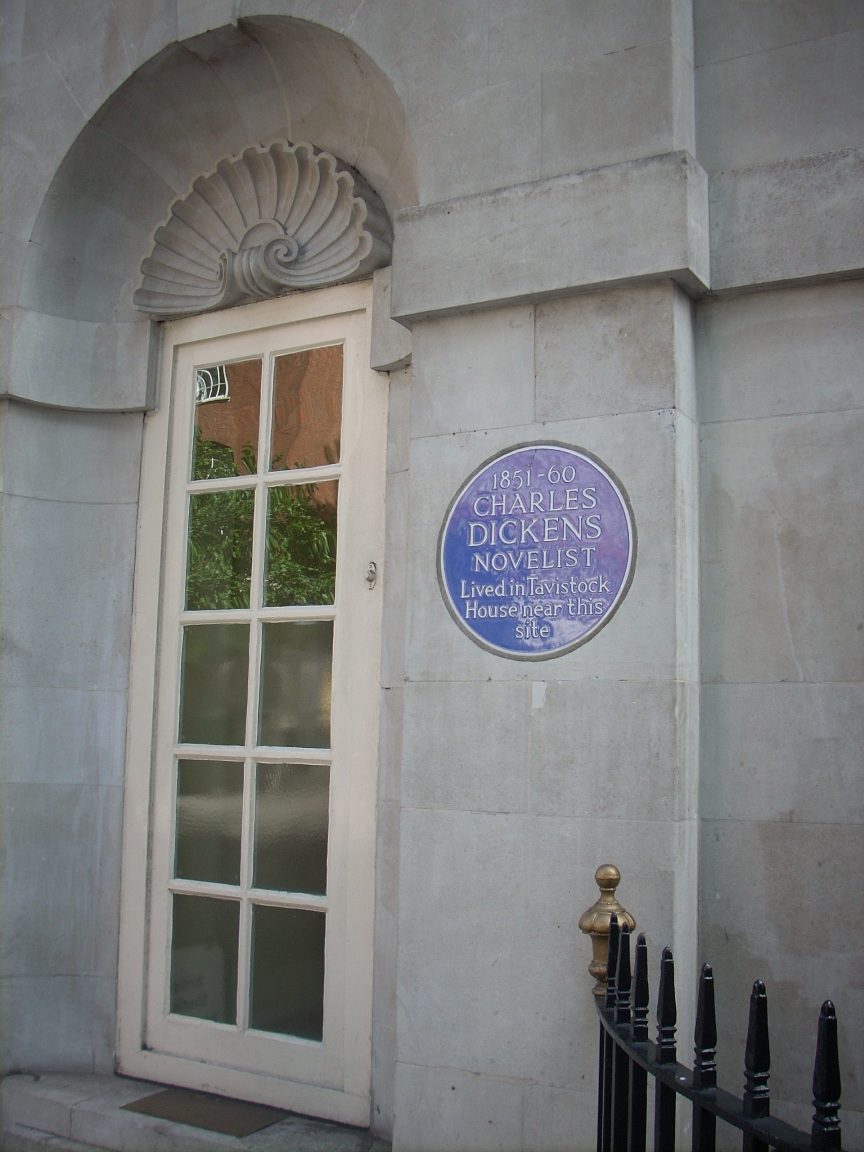 1851-60
CHARLES
DICKENS
NOVELIST
Lived in Tavistock
House near this
site